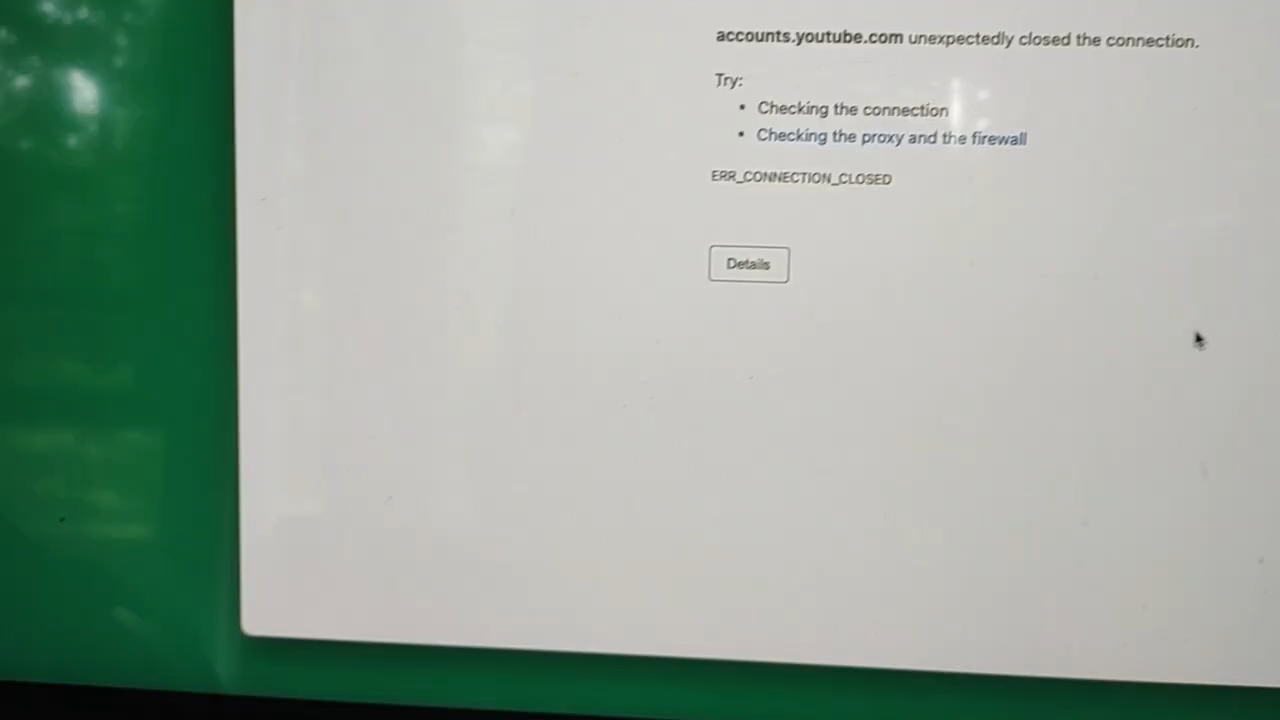 accounts.youtube.com unexpectedly closed the connection.
Try:
• Checking the connection
• Checking the proxy and the firewall
ERR_CONNECTION_CLOSED
Details